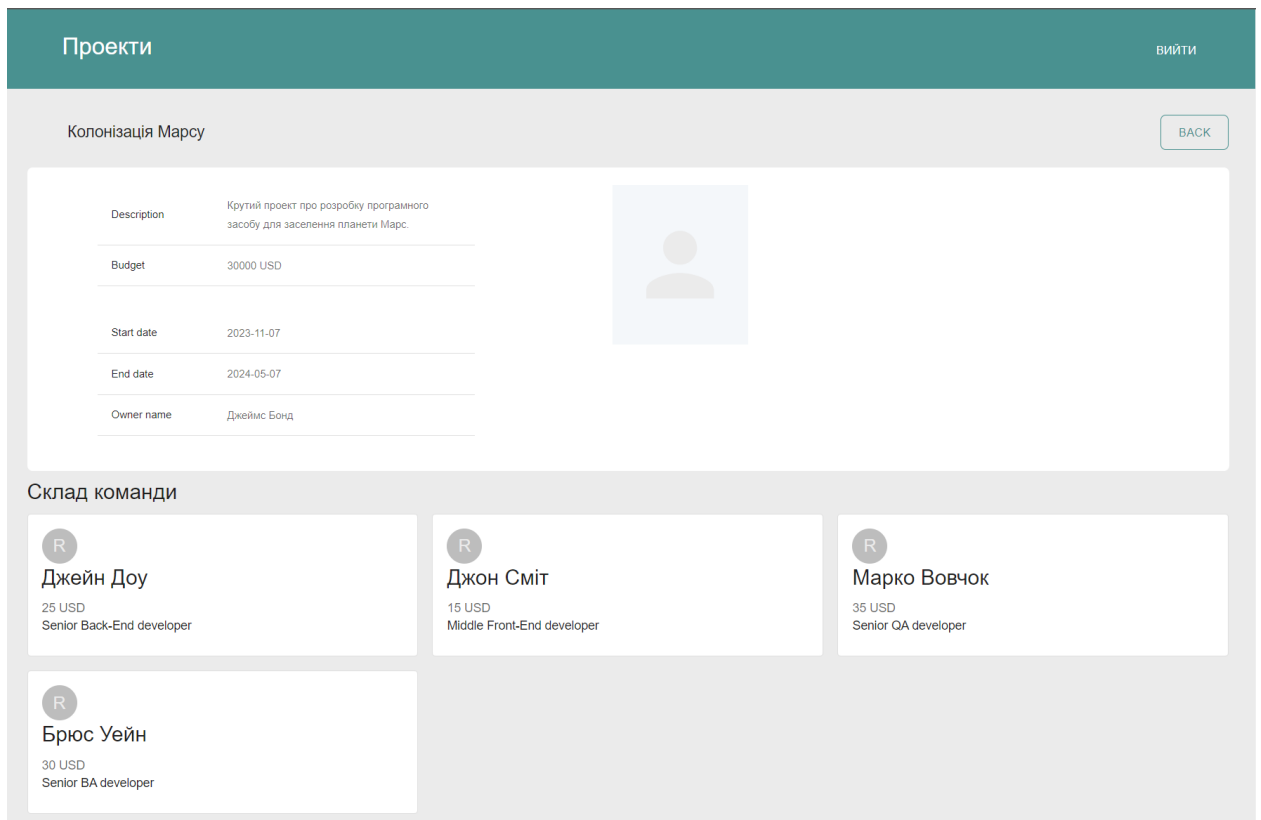 Проекти
ВИЙТИ
Колонізація Марсу
BACK
Description
Крутий проект про розробку програмного
засобу для заселення планети Марс.
Budget
30000 USD
Start date
2023-11-07
End date
2024-05-07
Owner name
Джеймс Бонд
Склад команди
R
Джейн Доу
25 USD
Senior Back-End developer
R
Джон Сміт
15 USD
Middle Front-End developer
R
Марко Вовчок
35 USD
Senior QA developer
R
Брюс Уейн
30 USD
Senior BA developer